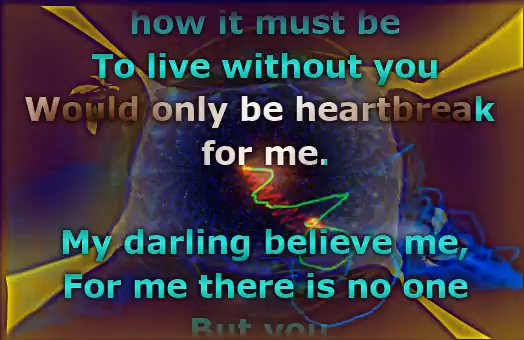 how it must be
To live without you
Would only be heartbreak
for me.
My darling believe me,
For me there is no one
But you